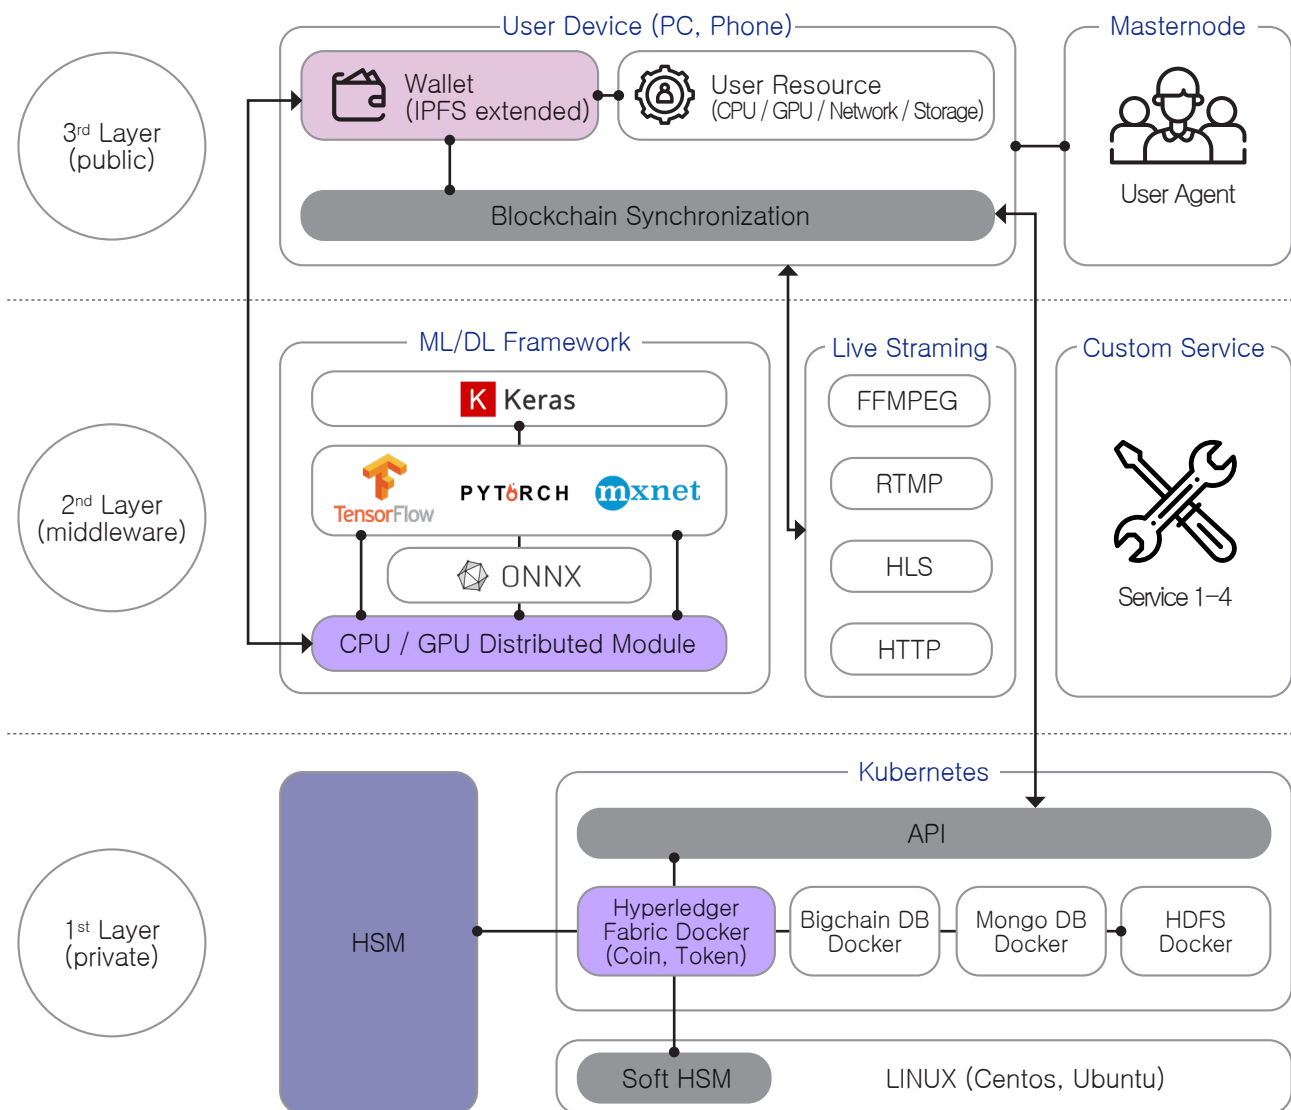 User Device (PC, Phone)
Masternode
3rd Layer
(public)
Wallet
(IPFS extended)
User Resource
(CPU / GPU / Network / Storage)
Blockchain Synchronization
User Agent
2nd Layer
(middleware)
ML/DL Framework
K Keras
TensorFlow
PYTORCH
mxnet
ONNX
CPU / GPU Distributed Module
Live Straming
FFMPEG
RTMP
HLS
HTTP
Custom Service
Service 1-4
1st Layer
(private)
HSM
Kubernetes
API
Hyperledger
Fabric Docker
(Coin, Token)
Bigchain DB
Docker
Mongo DB
Docker
HDFS
Docker
Soft HSM
LINUX (Centos, Ubuntu)